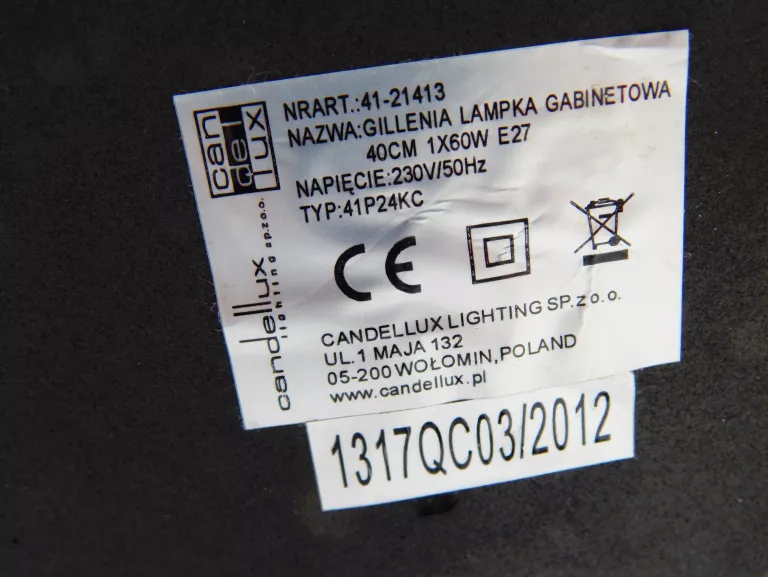 can
del
lux
candellux
lighting sp.z.o.o.
NRART.:41-21413
NAZWA:GILLENIA LAMPKA GABINETOWA
40CM 1X60W E27
NAPIĘCIE:230V/50Hz
TYP:41P24KC
CE
CANDELLUX LIGHTING SP.z o.o.
UL.1 MAJA 132
05-200 WOŁOMIN,POLAND
www.candellux.pl
1317QC03/2012